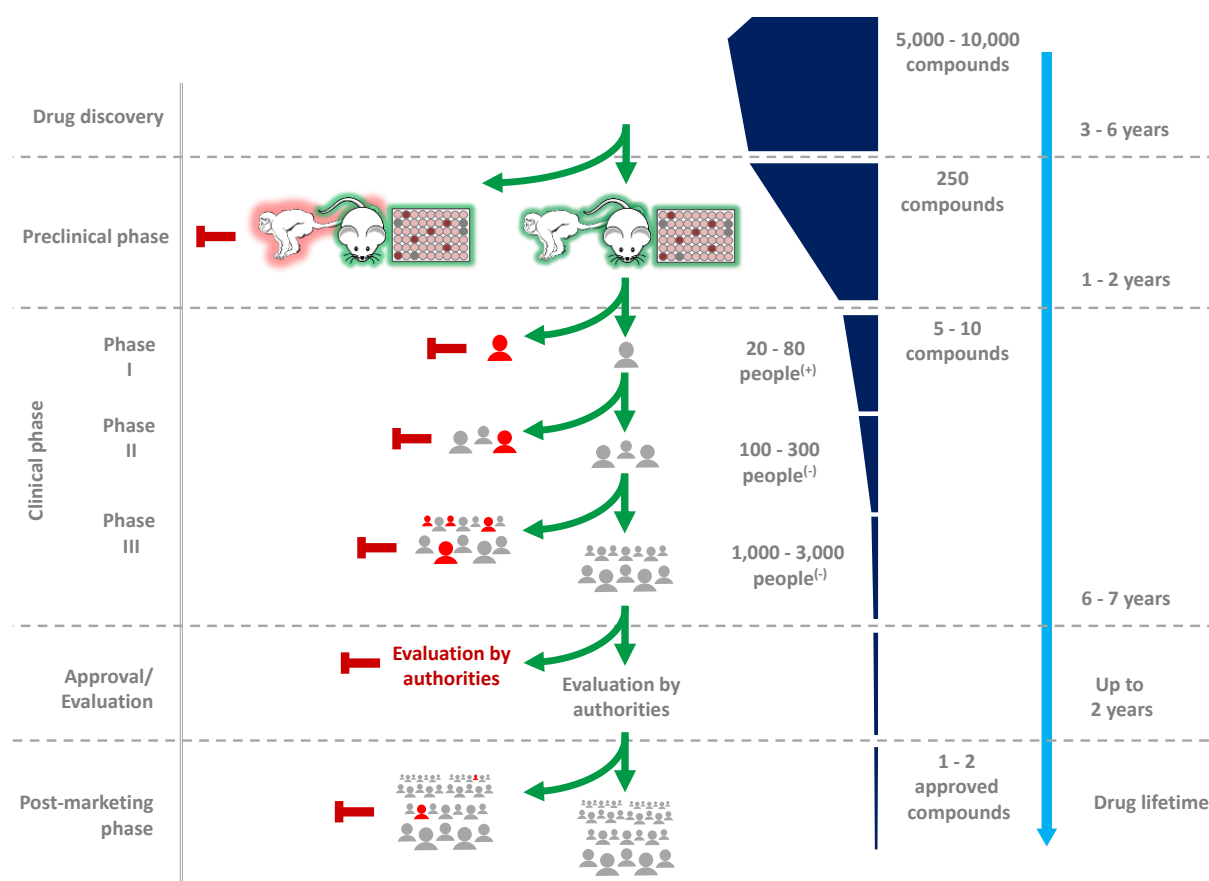 5,000 - 10,000
compounds
Drug discovery
3 - 6 years
250
compounds
Preclinical phase
1 - 2 years
Clinical phase
Phase
I
20 - 80
people(+)
5 - 10
compounds
Phase
II
100 - 300
people(-)
Phase
III
1,000 - 3,000
people(-)
6 - 7 years
Approval/
Evaluation
Evaluation by
authorities
Evaluation by
authorities
Up to
2 years
Post-marketing
phase
1 - 2
approved
compounds
Drug lifetime